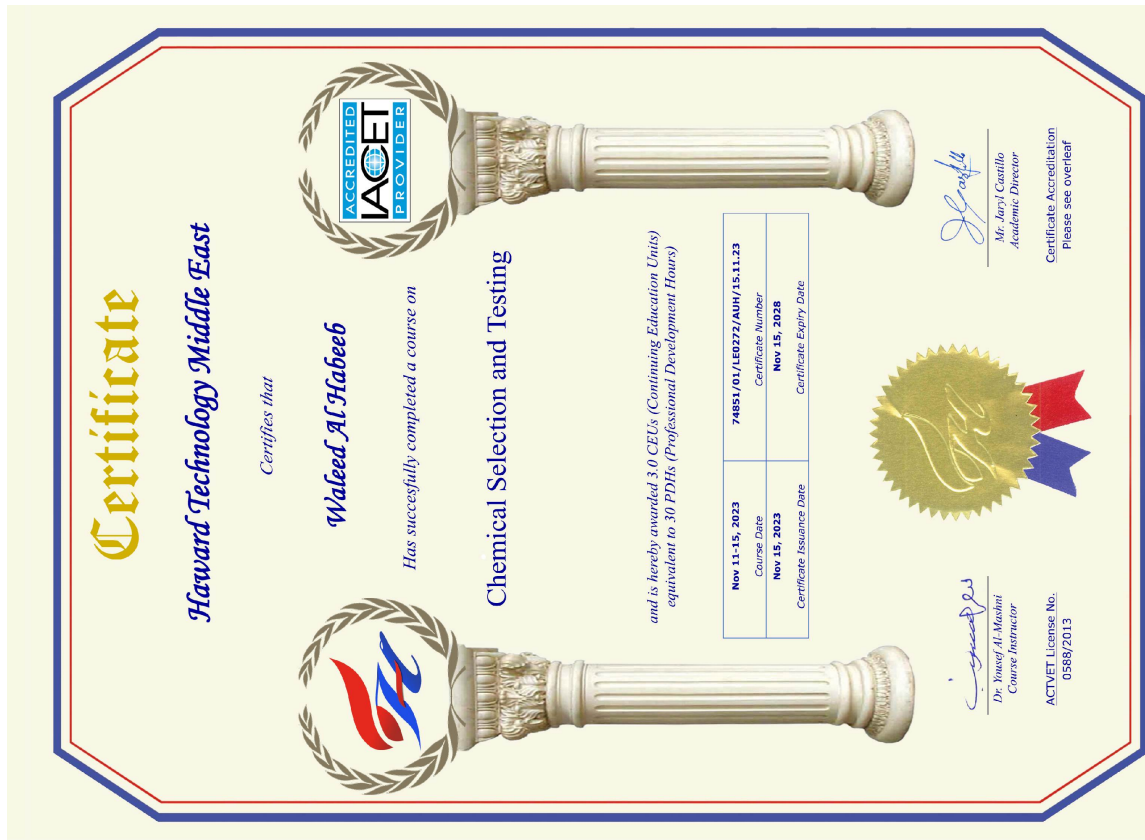 Certificate
Haward Technology Middle East
Certifies that
Waleed Al Habeeb
Has succesfully completed a course on
Chemical Selection and Testing
ACCREDITED
IACET
PROVIDER
and is hereby awarded 3.0 CEUs (Continuing Education Units)
equivalent to 30 PDHs (Professional Development Hours)
Nov 11-15, 2023
Course Date
74851/01/LE0272/AUH/15.11.23
Certificate Number
Nov 15, 2023
Certificate Issuance Date
Nov 15, 2028
Certificate Expiry Date
Dr. Yousef Al-Mashni
Course Instructor
ACTVET License No.
0588/2013
Mr. Jaryl Castillo
Academic Director
Certificate Accreditation
Please see overleaf